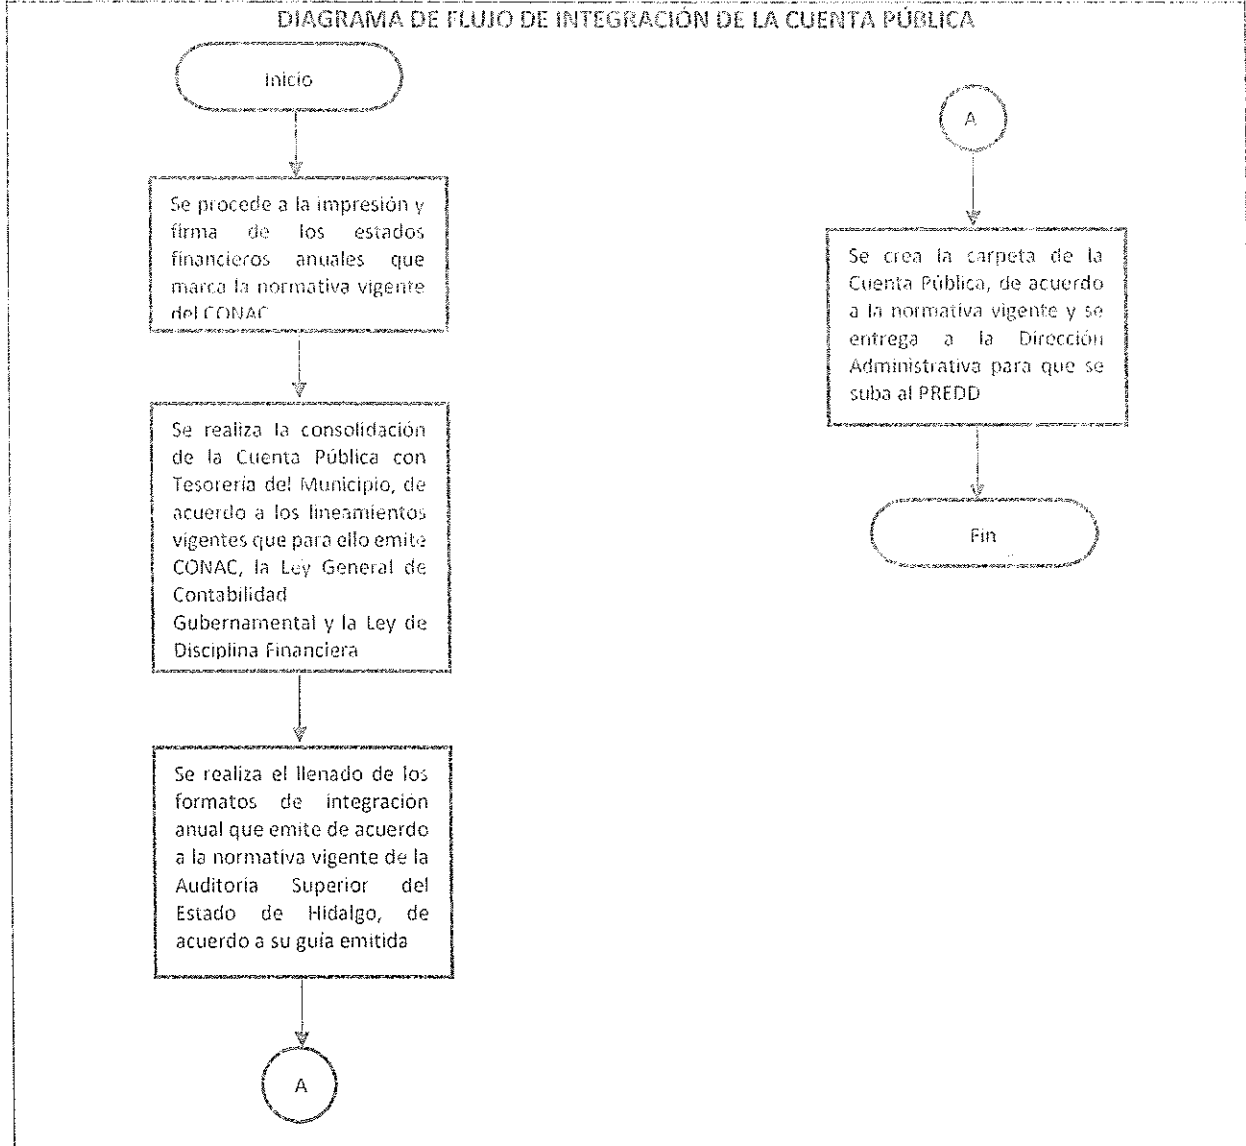 DIAGRAMA DE FLUJO DE INTEGRACIÓN DE LA CUENTA PÚBLICA
Inicio
Se procede a la impresión y
firma de los estados
financieros anuales que
marca la normativa vigente
del CONAC
Se realiza la consolidación
de la Cuenta Pública con
Tesorería del Municipio, de
acuerdo a los lineamientos
vigentes que para ello emite
CONAC, la Ley General de
Contabilidad
Gubernamental y la Ley de
Disciplina Financiera
Se realiza el llenado de los
formatos de integración
anual que emite de acuerdo
a la normativa vigente de la
Auditoría Superior del
Estado de Hidalgo, de
acuerdo a su guía emitida
A
A
Se crea la carpeta de la
Cuenta Pública, de acuerdo
a la normativa vigente y se
entrega a la Dirección
Administrativa para que se
suba al PREDD
Fin